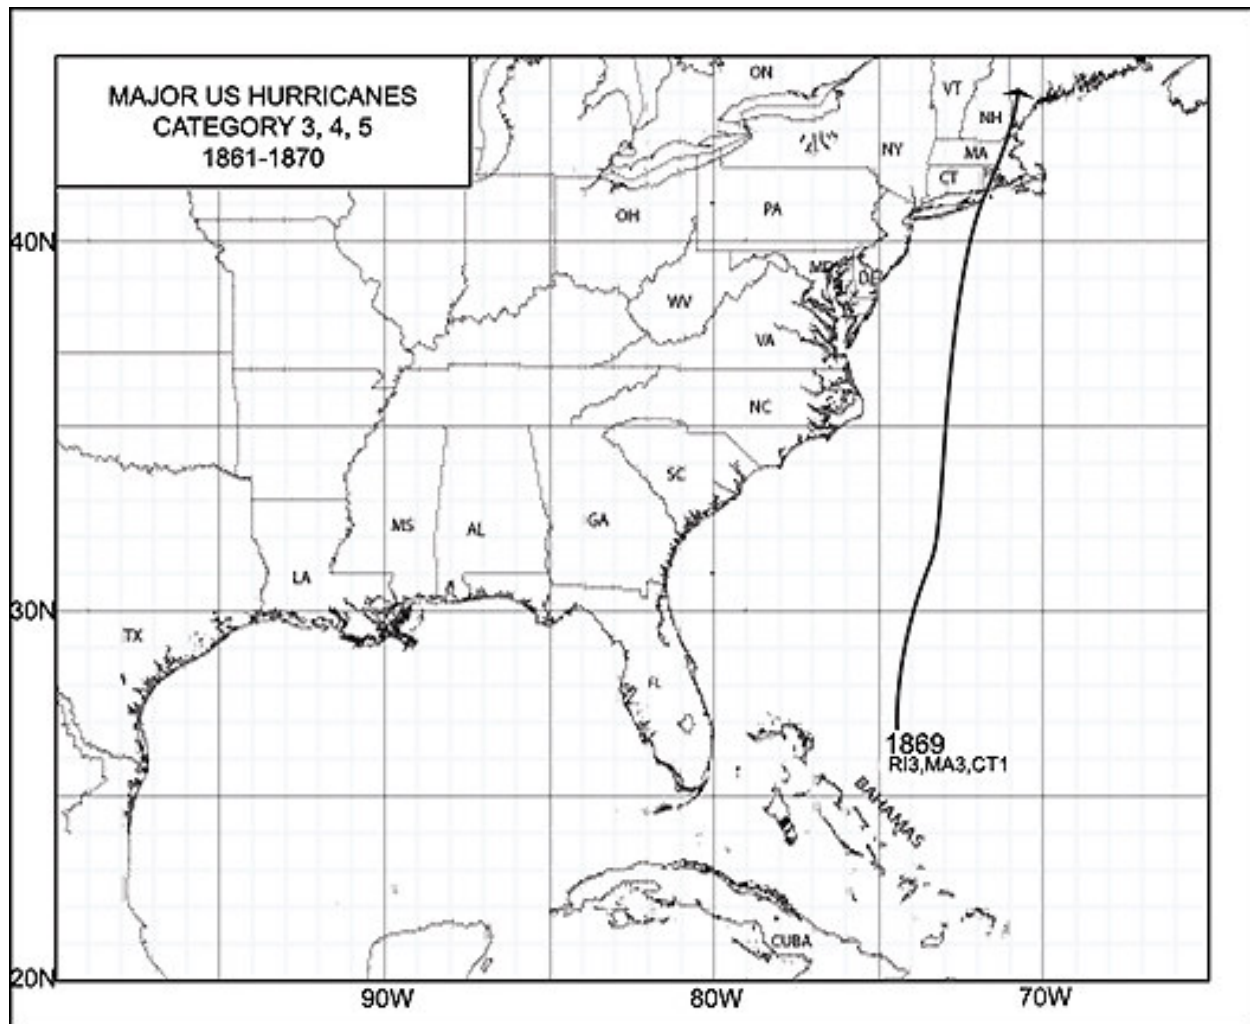 MAJOR US HURRICANES
CATEGORY 3, 4, 5
1861-1870
ON
VT
NH
NY
MA
CT
40N
OH
PA
MD
DE
WV
VA
NC
SC
MS
AL
GA
LA
30N
TX
FL
1869
RI3,MA3,CT1
BAHAMAS
CUBA
20N
90W
80W
70W